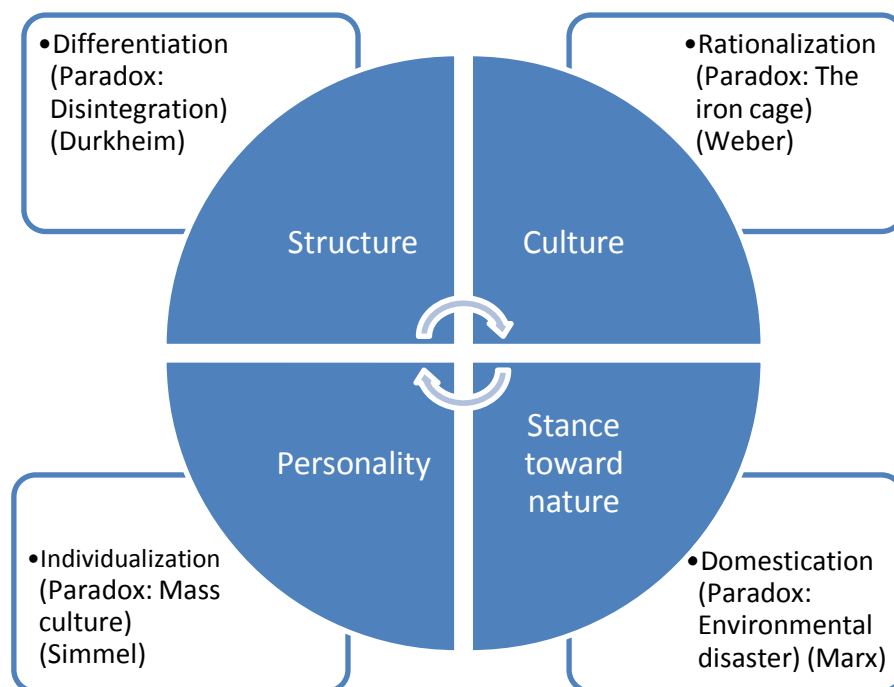 •Differentiation
(Paradox:
Disintegration)
(Durkheim)
•Rationalization
(Paradox: The
iron cage)
(Weber)
Structure
Culture
Personality
Stance
toward
nature
•Individualization
(Paradox: Mass
culture)
(Simmel)
•Domestication
(Paradox:
Environmental
disaster) (Marx)